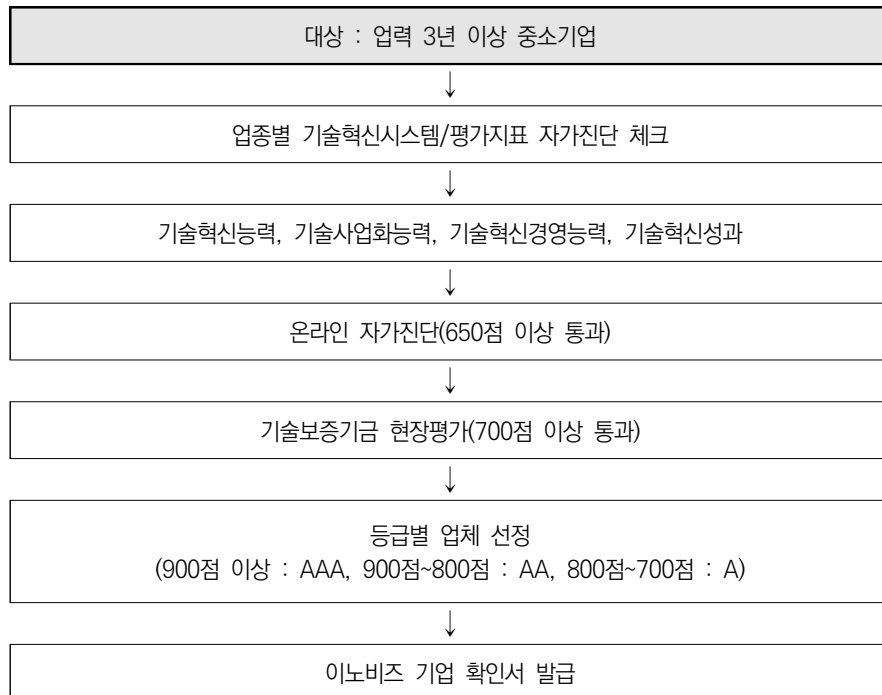 대상 : 업력 3년 이상 중소기업
↓
업종별 기술혁신시스템/평가지표 자가진단 체크
↓
기술혁신능력, 기술사업화능력, 기술혁신경영능력, 기술혁신성과
↓
온라인 자가진단(650점 이상 통과)
↓
기술보증기금 현장평가(700점 이상 통과)
↓
등급별 업체 선정
(900점 이상 : AAA, 900점~800점 : AA, 800점~700점 : A)
↓
이노비즈 기업 확인서 발급